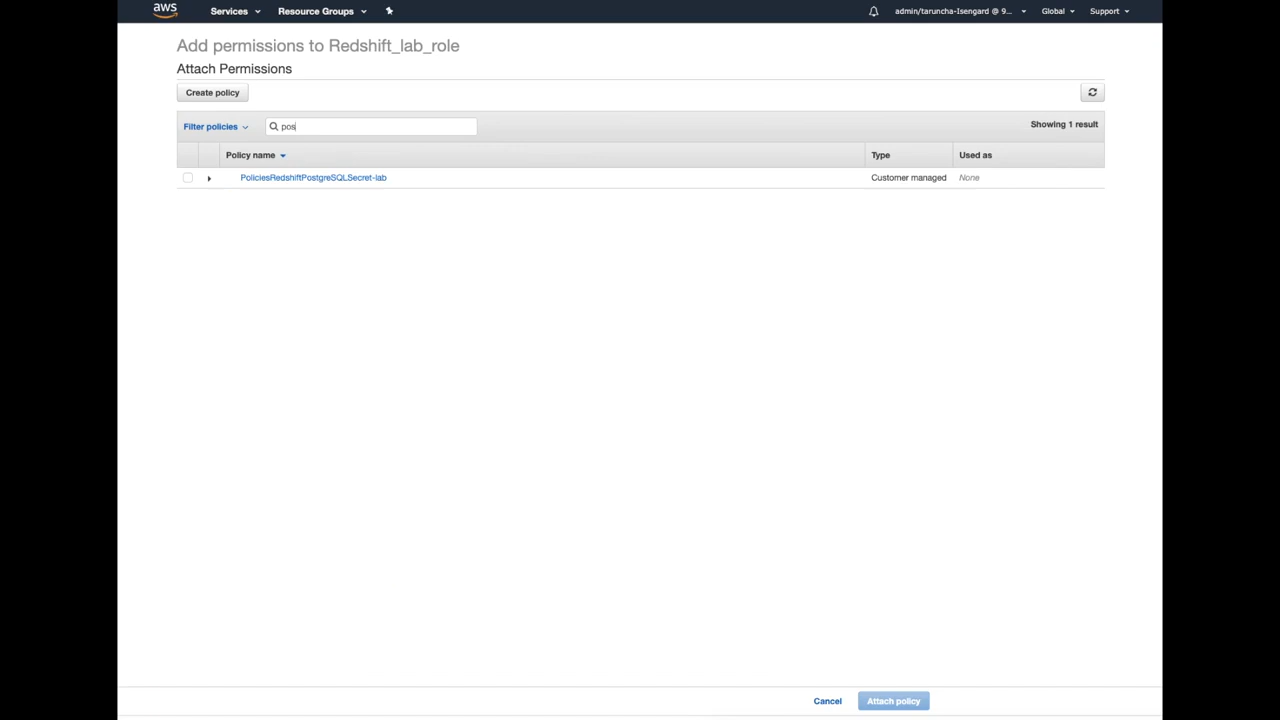 aws Services Resource Groups admin/taruncha-Isengard @ 9... Global Support
Add permissions to Redshift_lab_role
Attach Permissions
Create policy
Filter policies pos Showing 1 result
Policy name Type Used as
PoliciesRedshiftPostgreSQLSecret-lab Customer managed None
Cancel Attach policy